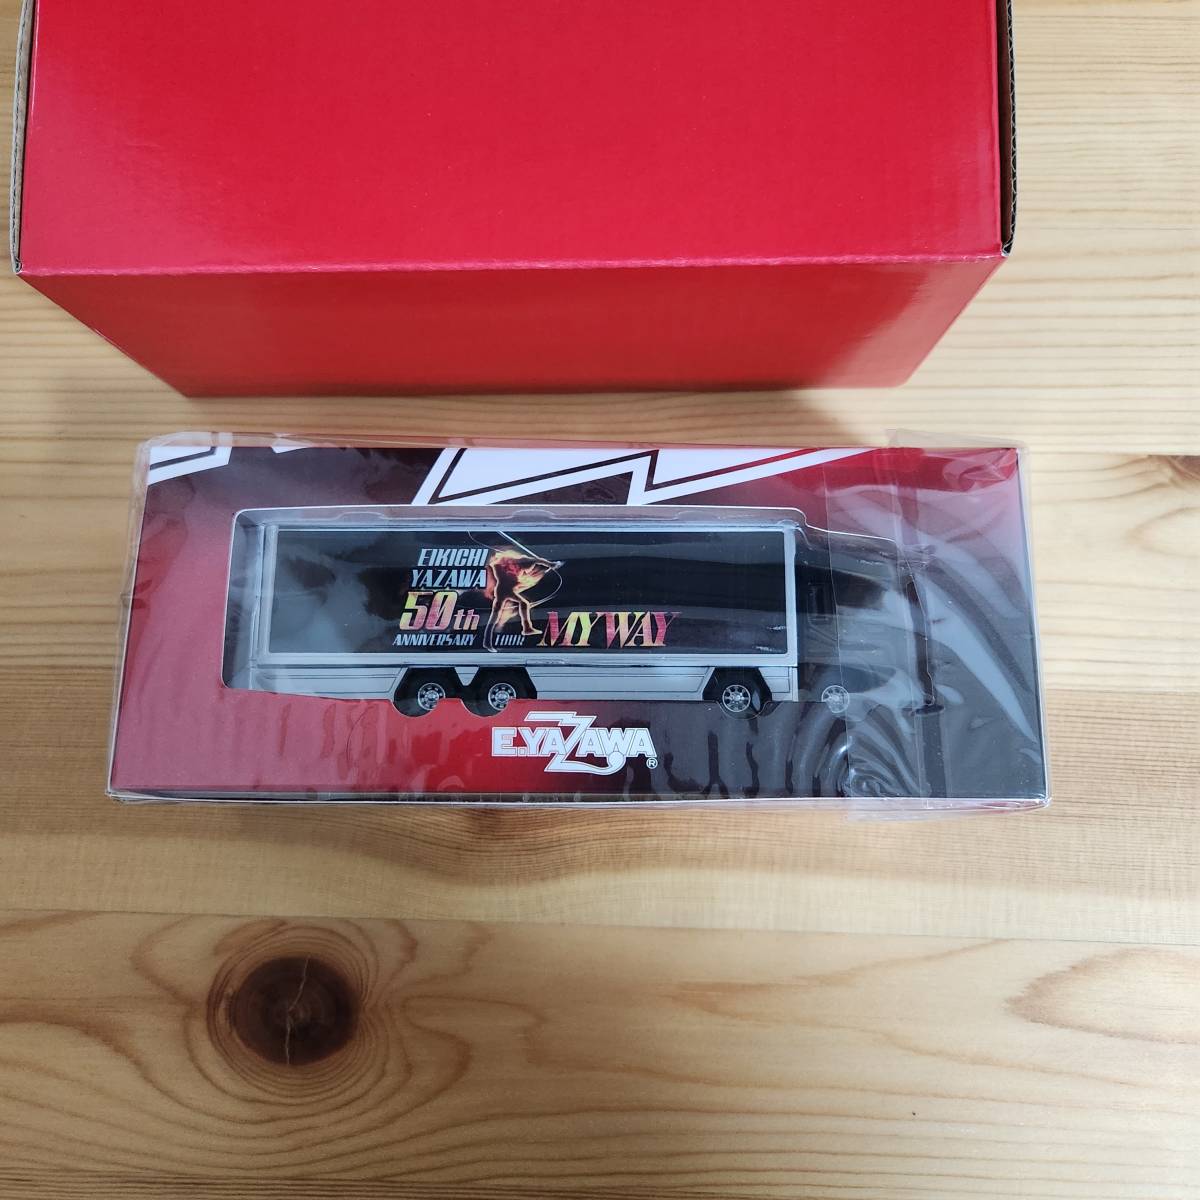 EIKICHI
YAZAWA
50th
ANNIVERSARY TOUR MY WAY
E.YAZAWA®